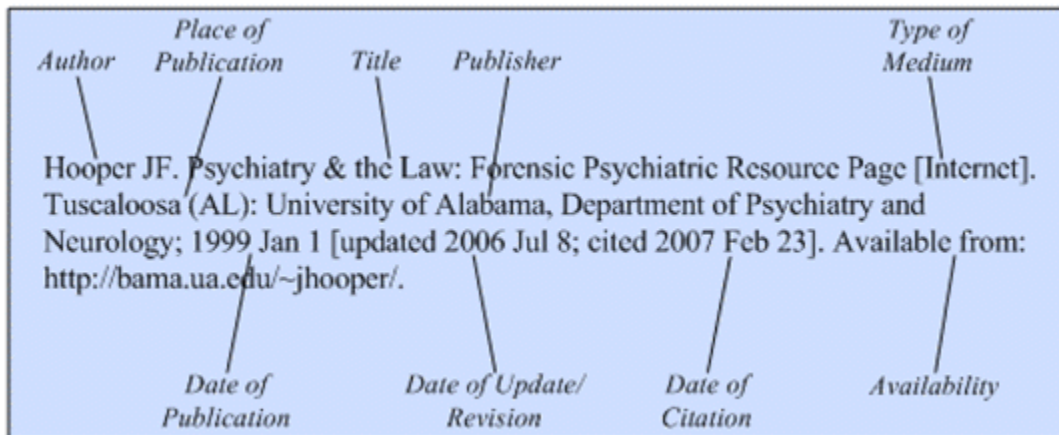 Place of Type of
Author Publication Title Publisher Medium
Hooper JF. Psychiatry & the Law: Forensic Psychiatric Resource Page [Internet].
Tuscaloosa (AL): University of Alabama, Department of Psychiatry and
Neurology; 1999 Jan 1 [updated 2006 Jul 8; cited 2007 Feb 23]. Available from:
http://bama.ua.edu/~jhooper/.
Date of Date of Update/ Date of Availability
Publication Revision Citation